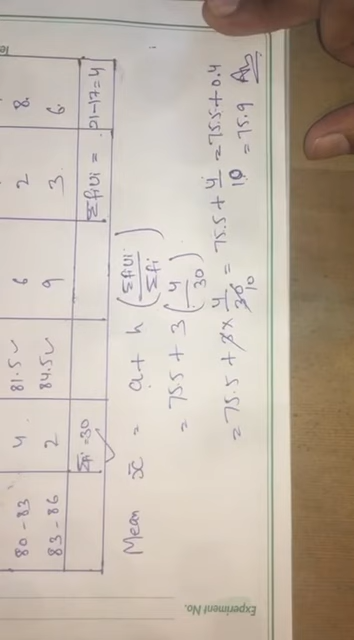 80-83 4 81.5✓ 6 2 8
83-86 2 84.5✓ 9 3 6
Σfi=30 Σfiui = 21-17=4
Mean x̄ = a + h (Σfiui/Σfi)
= 75.5 + 3 (4/30)
= 75.5 + 3 × 4/30 10 = 75.5 + 4/10 = 75.5 + 0.4
= 75.9 Ans
Experiment No.